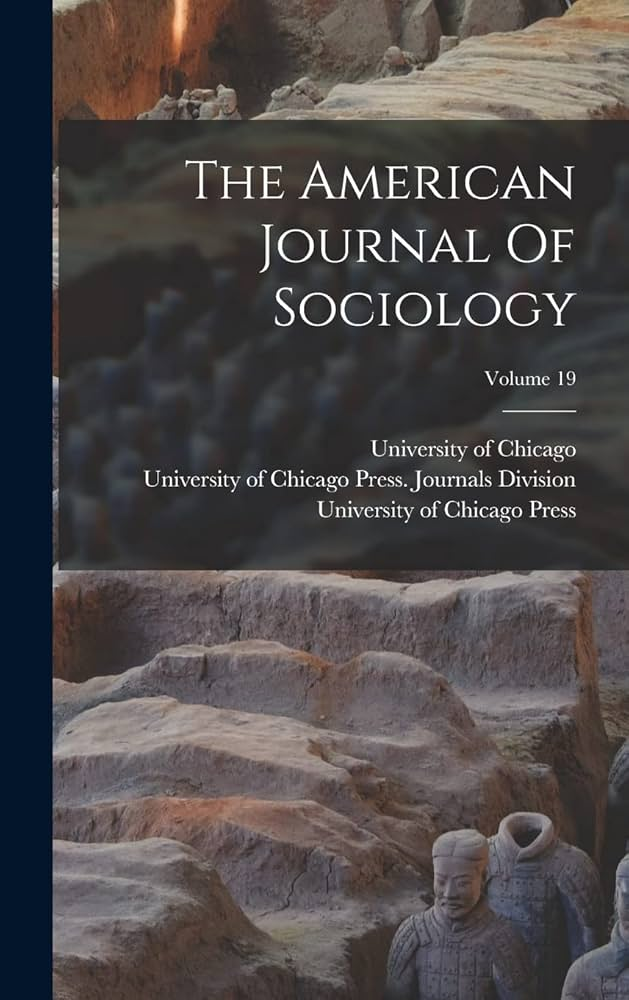 The American
Journal Of
Sociology
Volume 19
University of Chicago
University of Chicago Press. Journals Division
University of Chicago Press